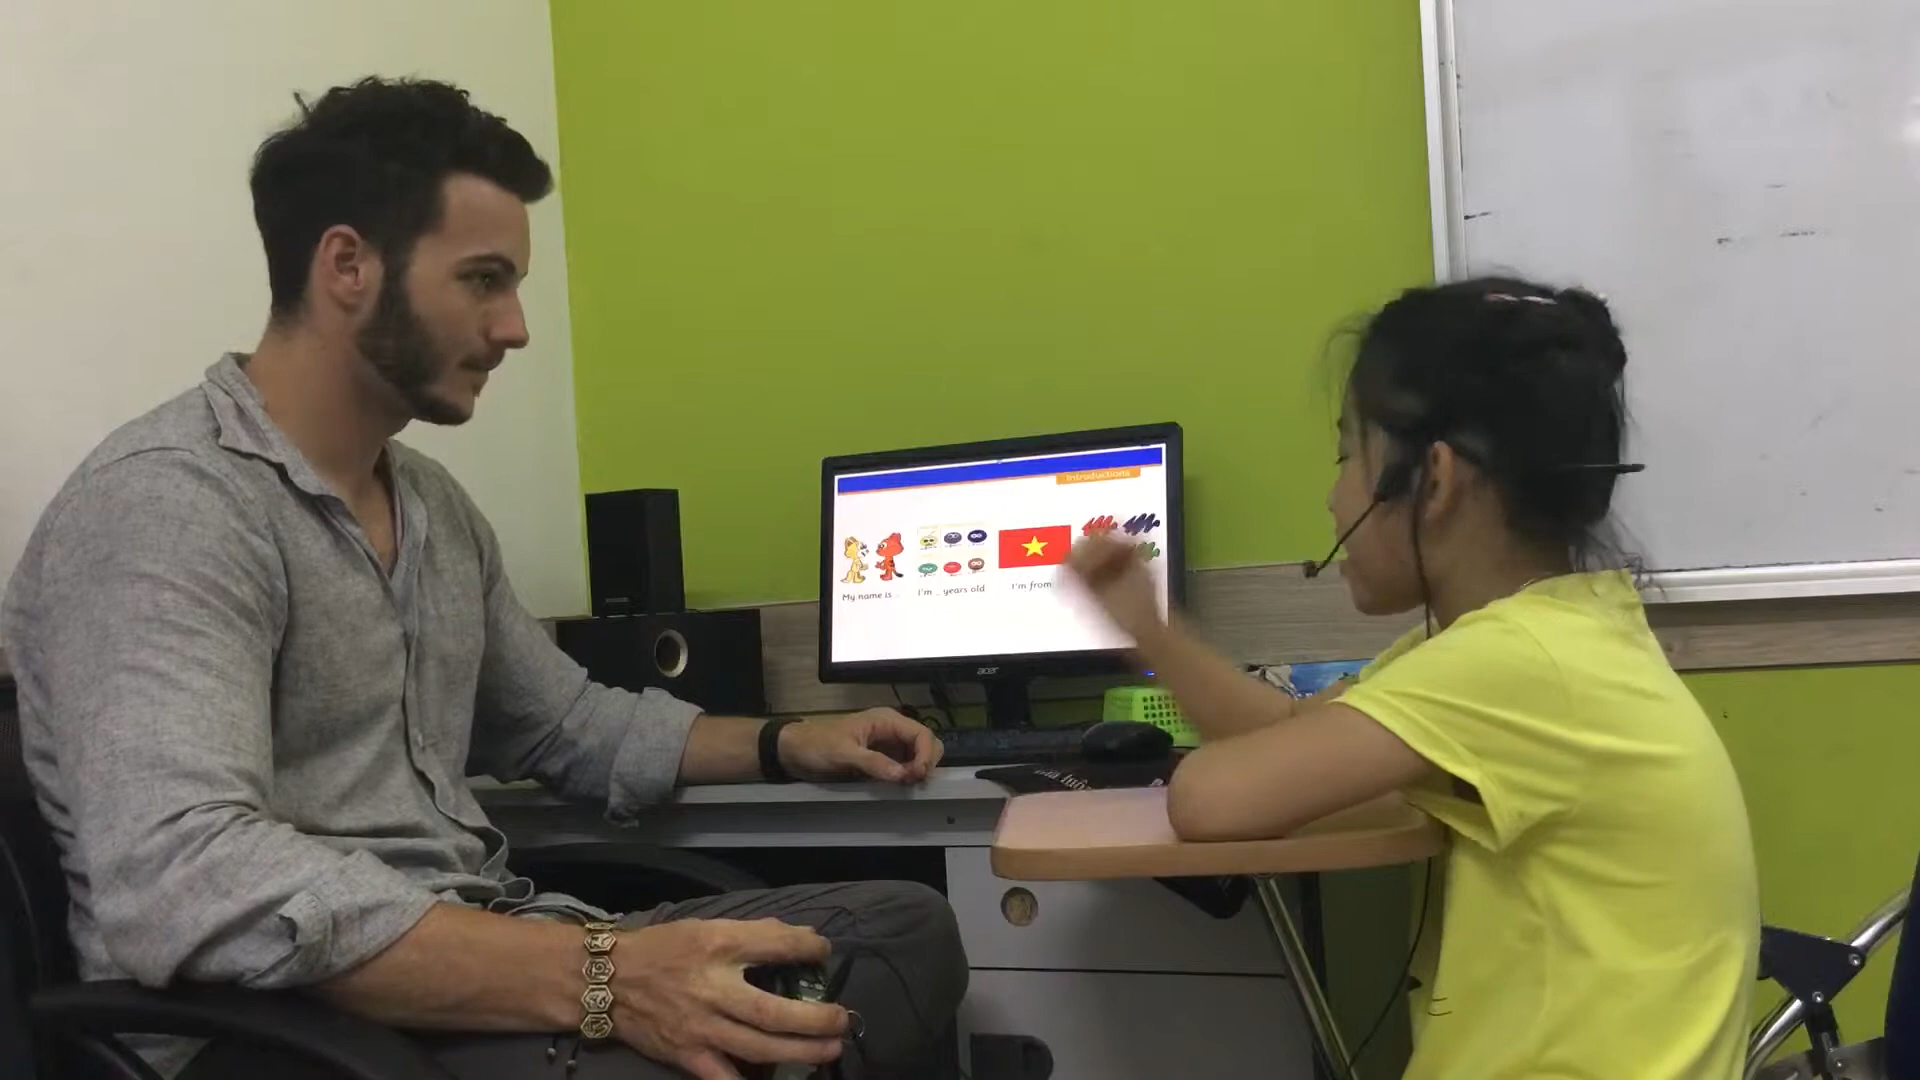 Introductions
My name is _
I'm _ years old
I'm from
acer